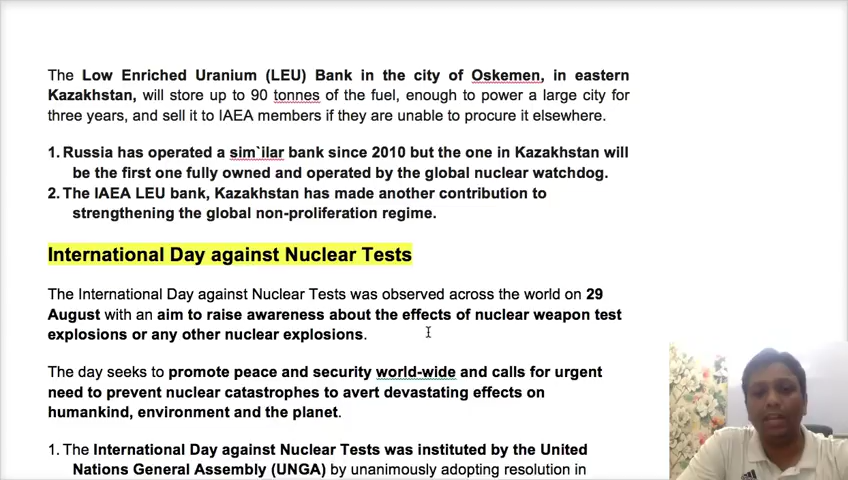 The Low Enriched Uranium (LEU) Bank in the city of Oskemen, in eastern
Kazakhstan, will store up to 90 tonnes of the fuel, enough to power a large city for
three years, and sell it to IAEA members if they are unable to procure it elsewhere.
1. Russia has operated a sim`ilar bank since 2010 but the one in Kazakhstan will
be the first one fully owned and operated by the global nuclear watchdog.
2. The IAEA LEU bank, Kazakhstan has made another contribution to
strengthening the global non-proliferation regime.
International Day against Nuclear Tests
The International Day against Nuclear Tests was observed across the world on 29
August with an aim to raise awareness about the effects of nuclear weapon test
explosions or any other nuclear explosions.
The day seeks to promote peace and security world-wide and calls for urgent
need to prevent nuclear catastrophes to avert devastating effects on
humankind, environment and the planet.
1. The International Day against Nuclear Tests was instituted by the United
Nations General Assembly (UNGA) by unanimously adopting resolution in